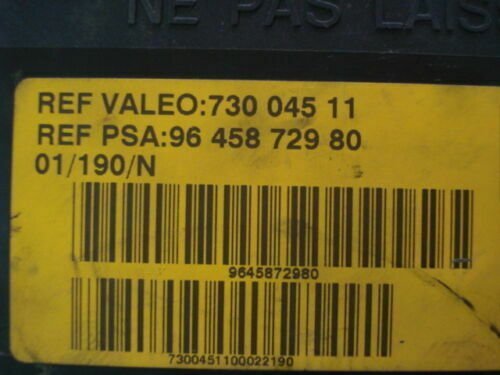 NE PAS LAIS
REF VALEO:730 045 11
REF PSA:96 458 729 80
01/190/N
9645872980
7300451100022190